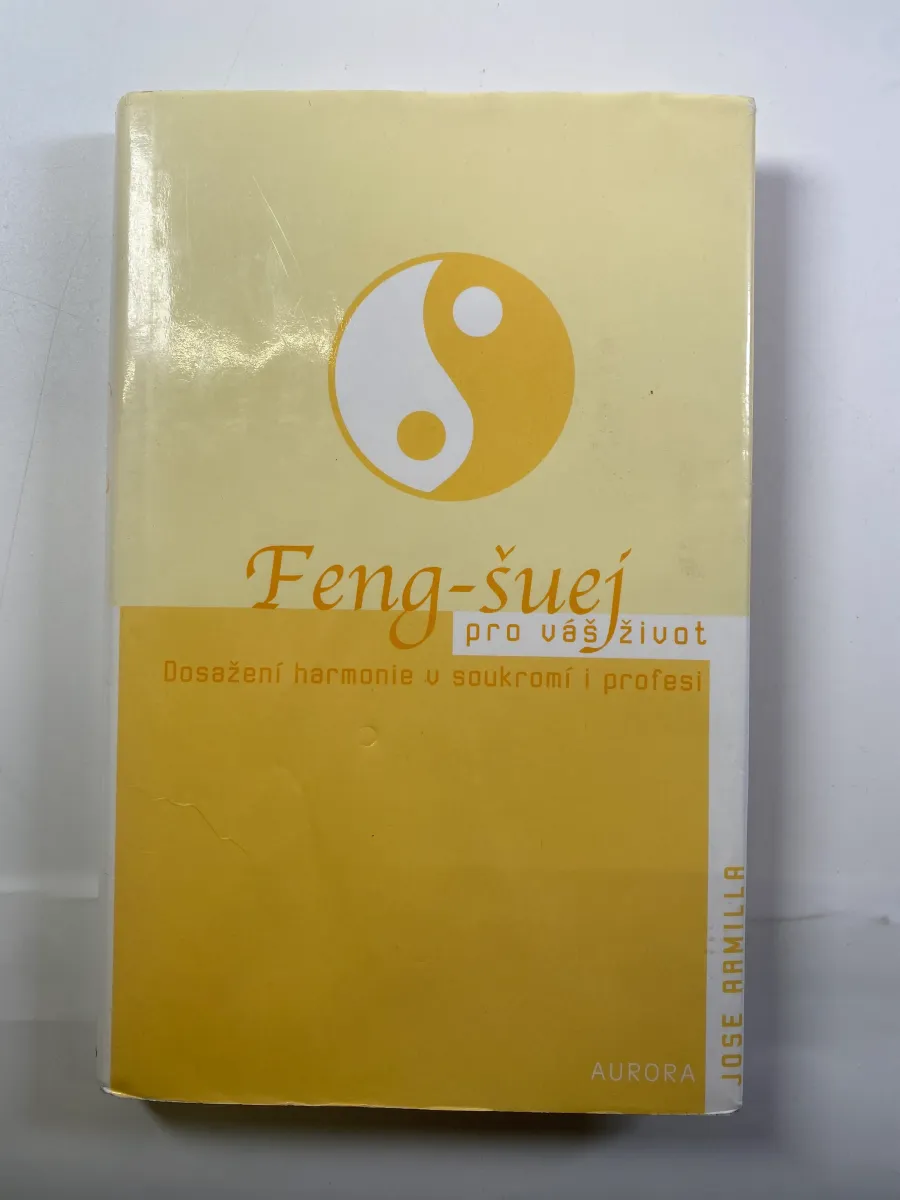 Feng-šuej
pro váš život
Dosažení harmonie v soukromí i profesi
JOSE ARMILLA
AURORA